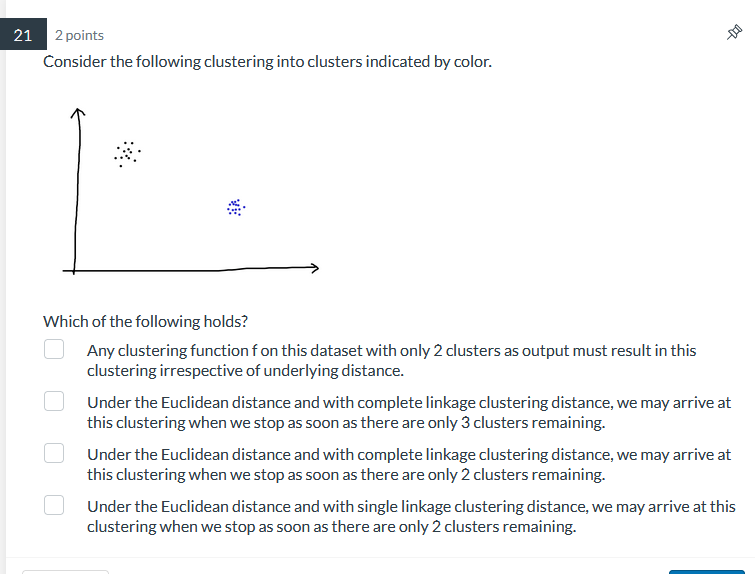 21
2 points
Consider the following clustering into clusters indicated by color.
Which of the following holds?
Any clustering function f on this dataset with only 2 clusters as output must result in this
clustering irrespective of underlying distance.
Under the Euclidean distance and with complete linkage clustering distance, we may arrive at
this clustering when we stop as soon as there are only 3 clusters remaining.
Under the Euclidean distance and with complete linkage clustering distance, we may arrive at
this clustering when we stop as soon as there are only 2 clusters remaining.
Under the Euclidean distance and with single linkage clustering distance, we may arrive at this
clustering when we stop as soon as there are only 2 clusters remaining.